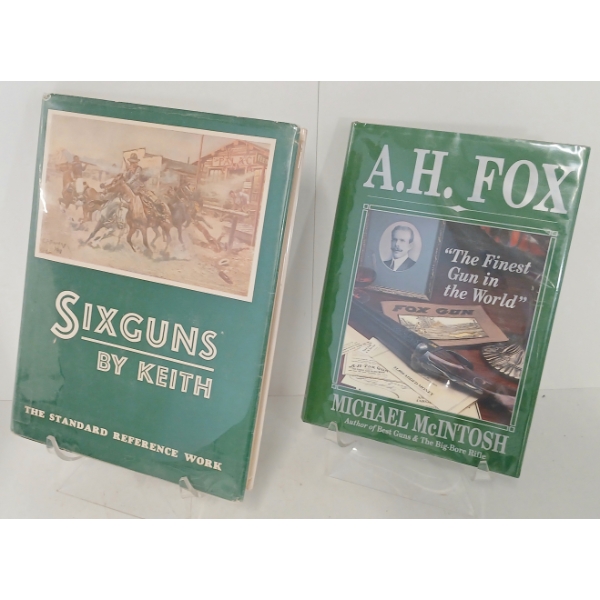 SIXGUNS
BY KEITH
THE STANDARD REFERENCE WORK
A.H. FOX
"The Finest
Gun in
the World"
FOX GUN
MICHAEL McINTOSH
Author of Best Guns & The Big-Bore Rifle